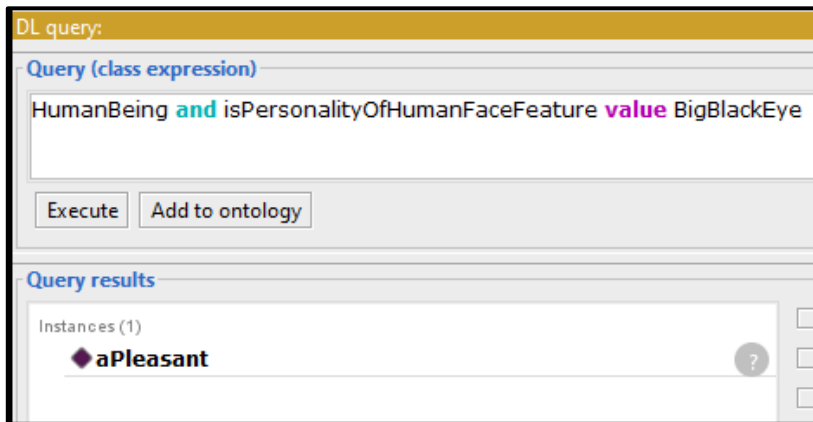 DL query:
Query (class expression)
HumanBeing and isPersonalityOfHumanFaceFeature value BigBlackEye
Execute Add to ontology
Query results
Instances (1)
aPleasant ?